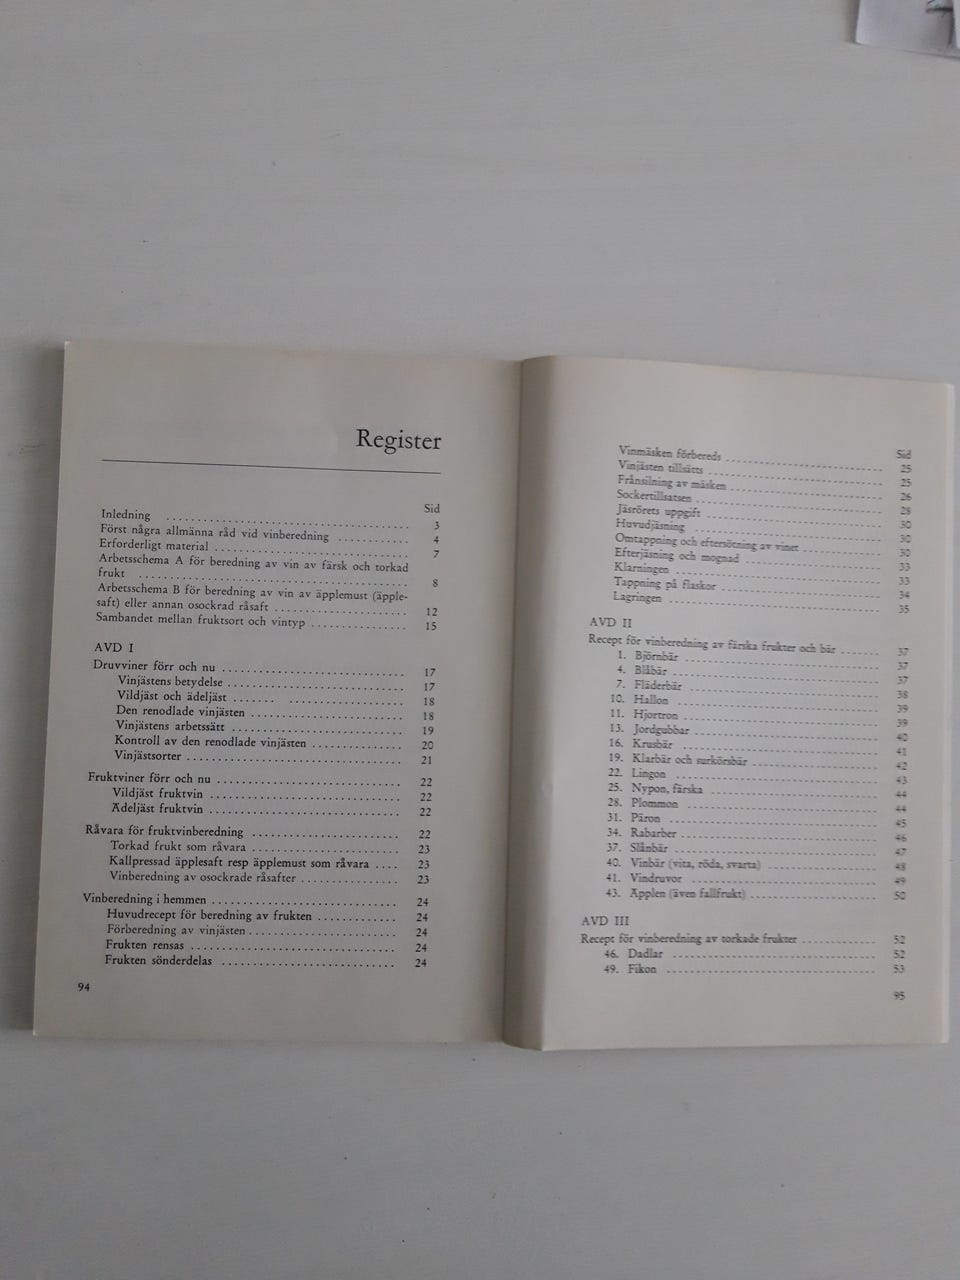 Register
Sid
Inledning ........ 3
Först några allmänna råd vid vinberedning ........ 4
Erforderligt material ........ 7
Arbetsschema A för beredning av vin av färsk och torkad
frukt ........ 8
Arbetsschema B för beredning av vin av äpplemust (äpple-
saft) eller annan osockrad råsaft ........ 12
Sambandet mellan fruktsort och vintyp ........ 15
AVD I
Druvviner förr och nu ........ 17
Vinjästens betydelse ........ 17
Vildjäst och ädeljäst ........ 18
Den renodlade vinjästen ........ 18
Vinjästens arbetssätt ........ 19
Kontroll av den renodlade vinjästen ........ 20
Vinjästsorter ........ 21
Fruktviner förr och nu ........ 22
Vildjäst fruktvin ........ 22
Ädeljäst fruktvin ........ 22
Råvara för fruktvinberedning ........ 22
Torkad frukt som råvara ........ 23
Kallpressad äpplesaft resp äpplemust som råvara .... 23
Vinberedning av osockrade råsafter ........ 23
Vinberedning i hemmen ........ 24
Huvudrecept för beredning av frukten ........ 24
Förberedning av vinjästen ........ 24
Frukten rensas ........ 24
Frukten sönderdelas ........ 24
94
Sid
Vinmäsken förbereds ........ 25
Vinjästen tillsätts ........ 25
Frånsilning av mäsken ........ 26
Sockertillsatsen ........ 28
Jäsrörets uppgift ........ 30
Huvudjäsning ........ 30
Omtappning och eftersötning av vinet ........ 30
Efterjäsning och mognad ........ 33
Klarningen ........ 33
Tappning på flaskor ........ 34
Lagringen ........ 35
AVD II
Recept för vinberedning av färska frukter och bär ........ 37
1. Björnbär ........ 37
4. Blåbär ........ 37
7. Fläderbär ........ 38
10. Hallon ........ 39
11. Hjortron ........ 39
13. Jordgubbar ........ 40
16. Krusbär ........ 41
19. Klarbär och surkörsbär ........ 42
22. Lingon ........ 43
25. Nypon, färska ........ 44
28. Plommon ........ 44
31. Päron ........ 45
34. Rabarber ........ 46
37. Slånbär ........ 47
40. Vinbär (vita, röda, svarta) ........ 48
41. Vindruvor ........ 49
43. Äpplen (även fallfrukt) ........ 50
AVD III
Recept för vinberedning av torkade frukter ........ 52
46. Dadlar ........ 52
49. Fikon ........ 53
95